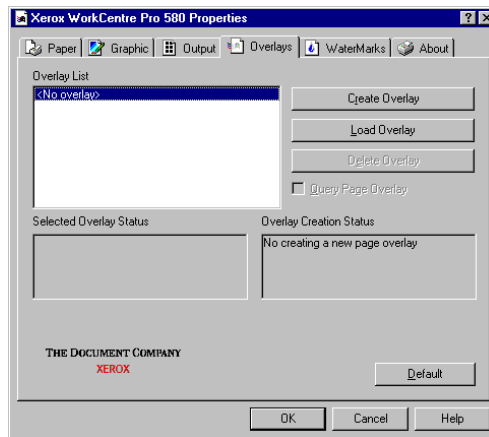 Xerox WorkCentre Pro 580 Properties
Paper Graphic Output Overlays WaterMarks About
Overlay List
<No overlay>
Create Overlay
Load Overlay
Delete Overlay
Query Page Overlay
Selected Overlay Status Overlay Creation Status
No creating a new page overlay
THE DOCUMENT COMPANY
XEROX
Default
OK Cancel Help